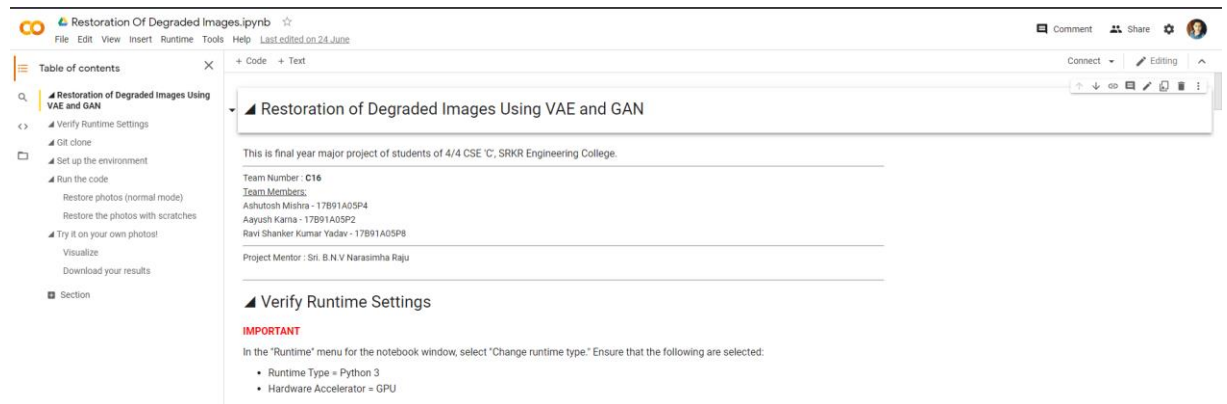 Restoration Of Degraded Images.ipynb
File Edit View Insert Runtime Tools Help Last edited on 24 June
Comment Share
Table of contents
+ Code + Text
Connect Editing
Restoration of Degraded Images Using
VAE and GAN
Verify Runtime Settings
Git clone
Set up the environment
Run the code
Restore photos (normal mode)
Restore the photos with scratches
Try it on your own photos!
Visualize
Download your results
Section
Restoration of Degraded Images Using VAE and GAN
This is final year major project of students of 4/4 CSE 'C', SRKR Engineering College.
Team Number : C16
Team Members:
Ashutosh Mishra - 17B91A05P4
Aayush Karna - 17B91A05P2
Ravi Shanker Kumar Yadav - 17B91A05P8
Project Mentor : Sri. B.N.V Narasimha Raju
Verify Runtime Settings
IMPORTANT
In the "Runtime" menu for the notebook window, select "Change runtime type." Ensure that the following are selected:
• Runtime Type = Python 3
• Hardware Accelerator = GPU